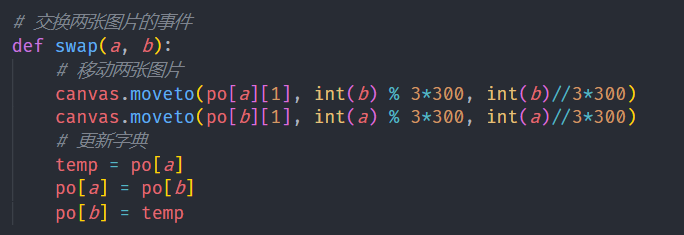 # 交换两张图片的事件
def swap(a, b):
    # 移动两张图片
    canvas.moveto(po[a][1], int(b) % 3*300, int(b)//3*300)
    canvas.moveto(po[b][1], int(a) % 3*300, int(a)//3*300)
    # 更新字典
    temp = po[a]
    po[a] = po[b]
    po[b] = temp